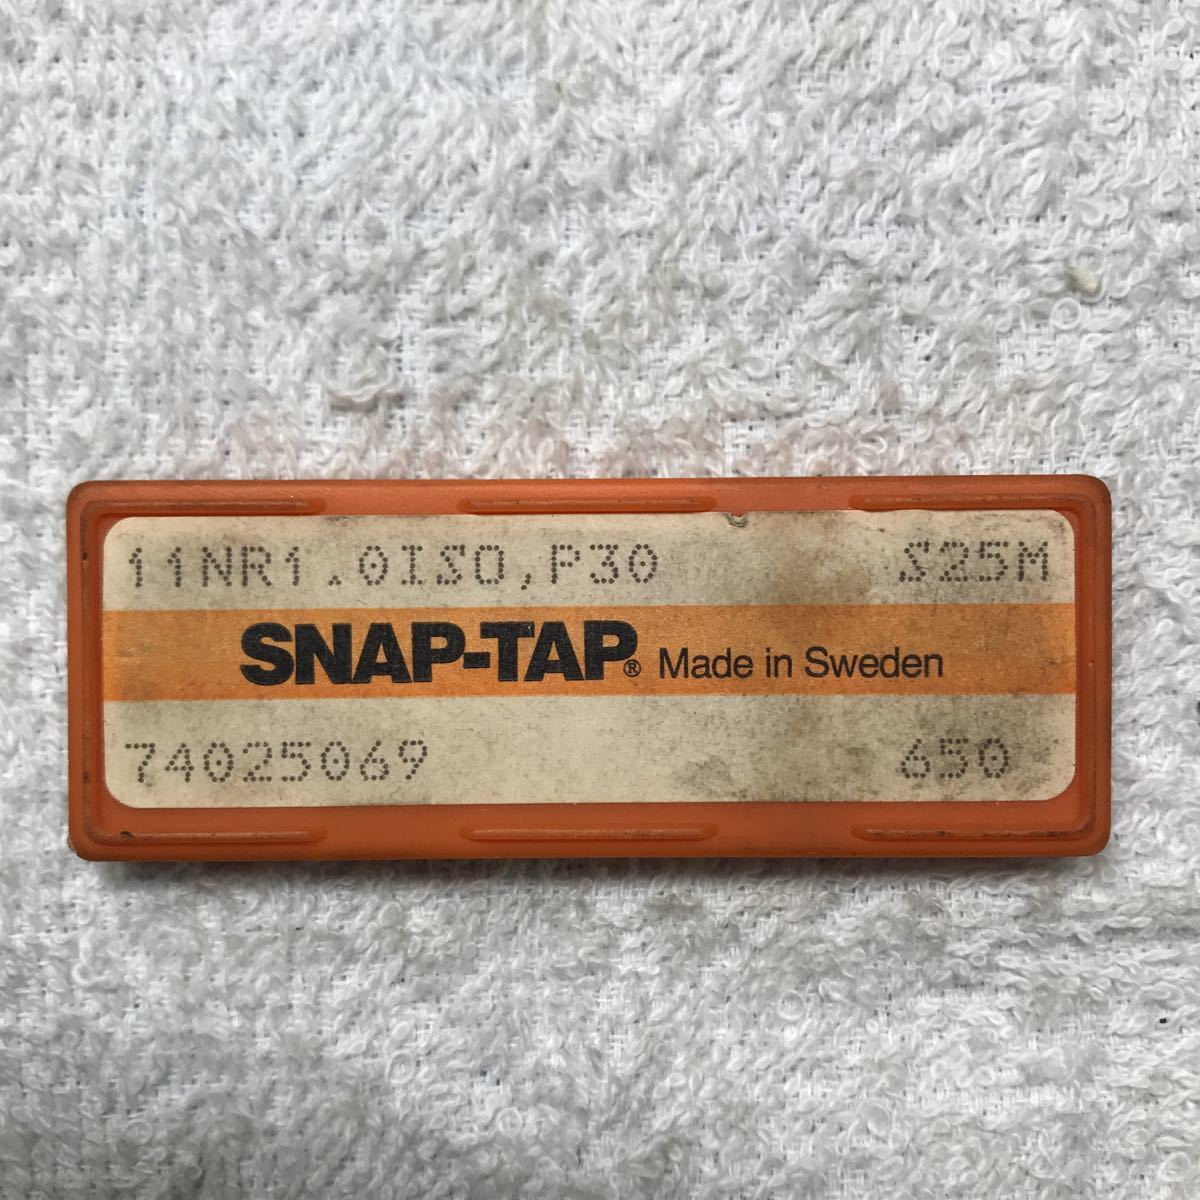 11NR1.0ISO,P30 S25M
SNAP-TAP® Made in Sweden
74025069 650